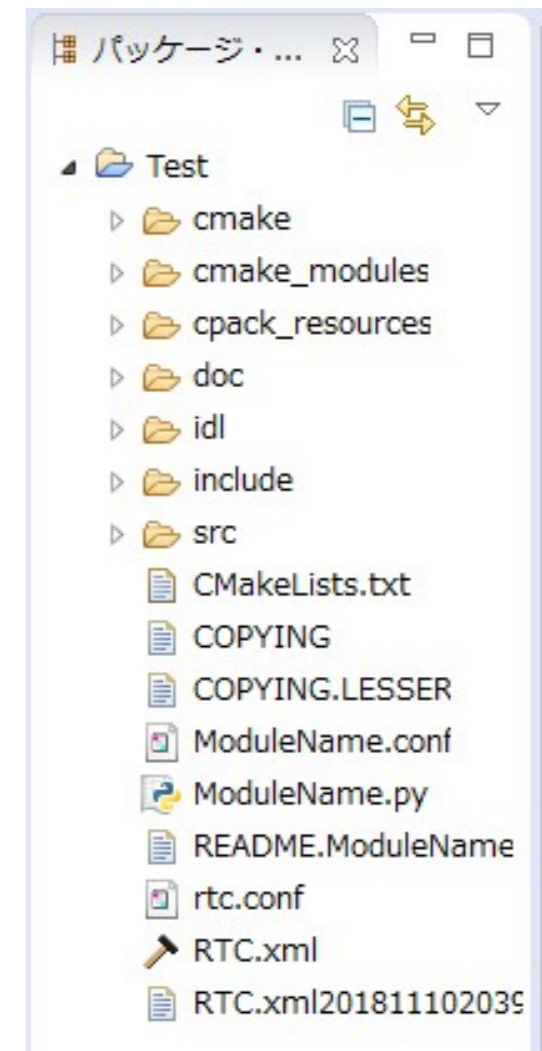 パッケージ・...
Test
cmake
cmake_modules
cpack_resources
doc
idl
include
src
CMakeLists.txt
COPYING
COPYING.LESSER
ModuleName.conf
ModuleName.py
README.ModuleName
rtc.conf
RTC.xml
RTC.xml201811102039